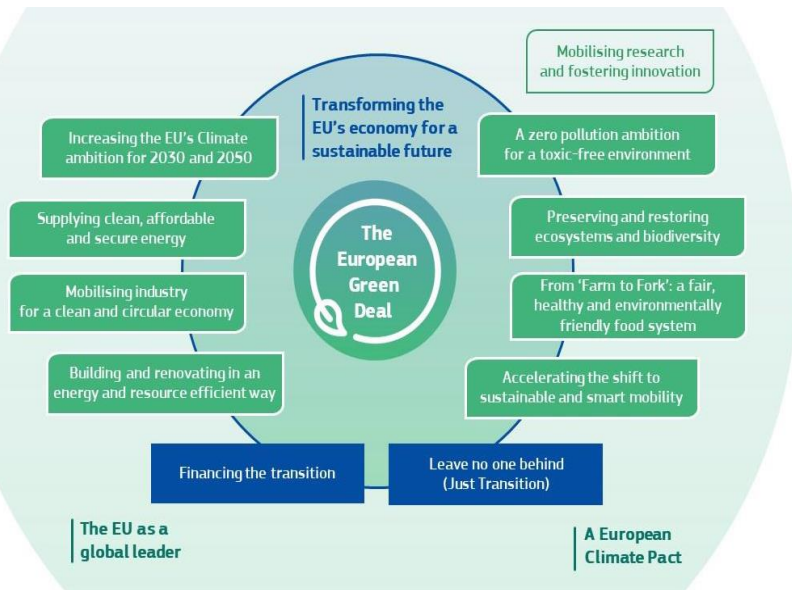 Mobilising research
and fostering innovation
Transforming the
EU's economy for a
sustainable future
Increasing the EU's Climate
ambition for 2030 and 2050
Supplying clean, affordable
and secure energy
Mobilising industry
for a clean and circular economy
Building and renovating in an
energy and resource efficient way
The
European
Green
Deal
A zero pollution ambition
for a toxic-free environment
Preserving and restoring
ecosystems and biodiversity
From ‘Farm to Fork’: a fair,
healthy and environmentally
friendly food system
Accelerating the shift to
sustainable and smart mobility
Financing the transition
Leave no one behind
(Just Transition)
The EU as a
global leader
A European
Climate Pact